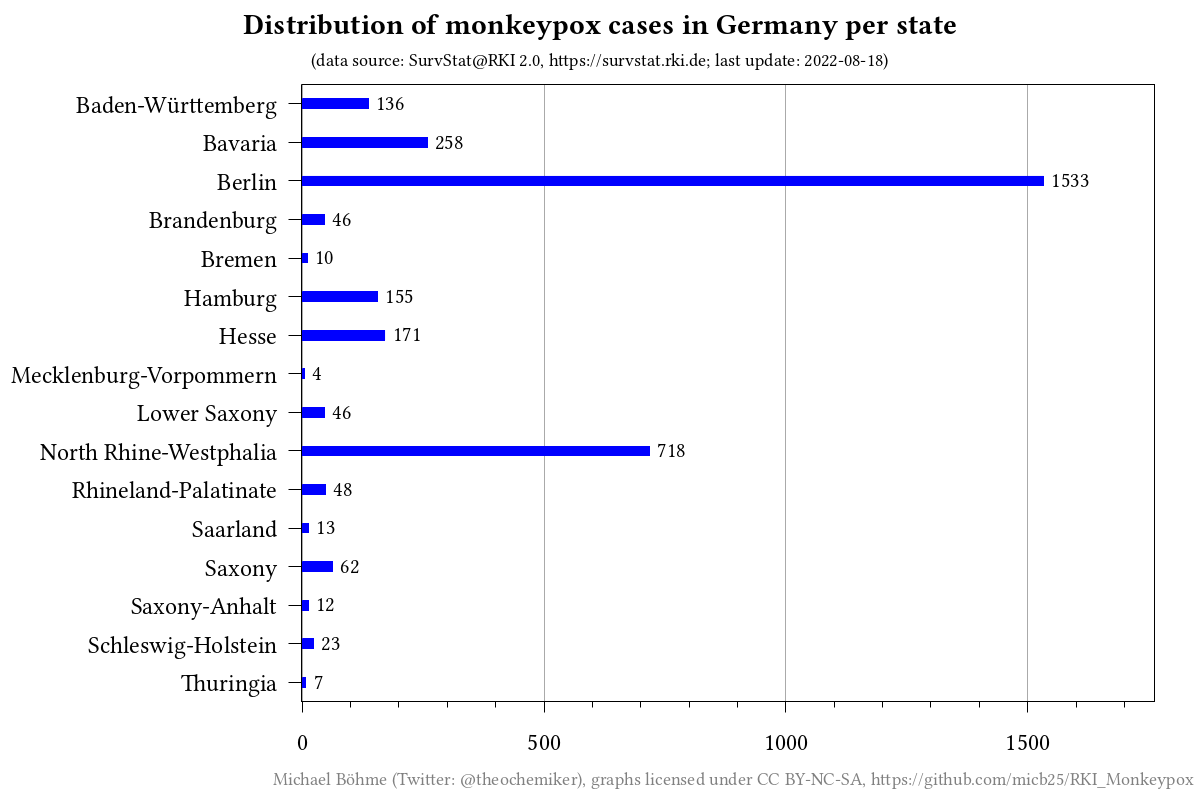 Distribution of monkeypox cases in Germany per state
(data source: SurvStat@RKI 2.0, https://survstat.rki.de; last update: 2022-08-18)
Baden-Württemberg 136
Bavaria 258
Berlin 1533
Brandenburg 46
Bremen 10
Hamburg 155
Hesse 171
Mecklenburg-Vorpommern 4
Lower Saxony 46
North Rhine-Westphalia 718
Rhineland-Palatinate 48
Saarland 13
Saxony 62
Saxony-Anhalt 12
Schleswig-Holstein 23
Thuringia 7
0 500 1000 1500
Michael Böhme (Twitter: @theochemiker), graphs licensed under CC BY-NC-SA, https://github.com/micb25/RKI_Monkeypox